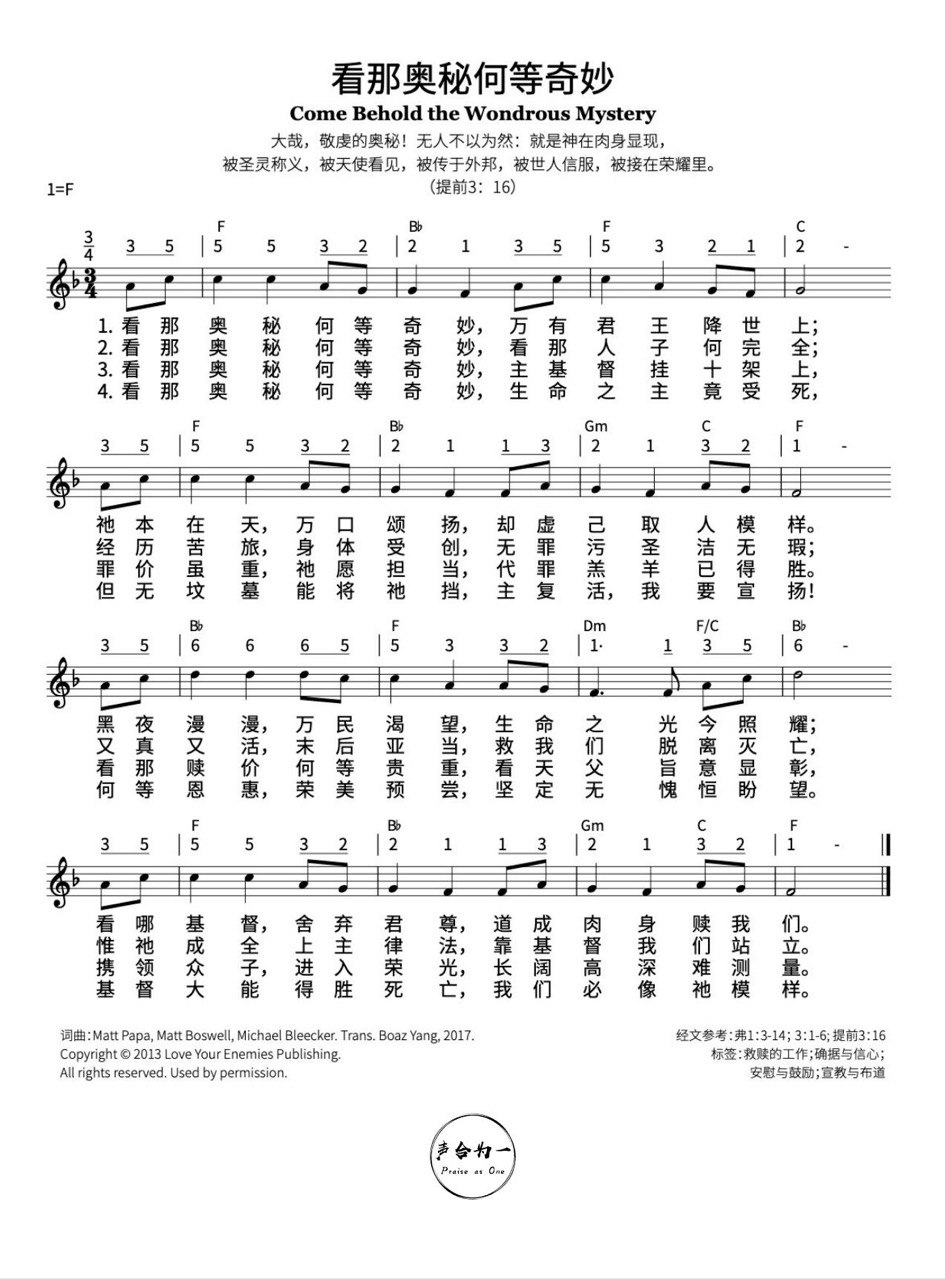 看那奥秘何等奇妙
Come Behold the Wondrous Mystery
大哉，敬虔的奥秘！无人不以为然：就是神在肉身显现，
被圣灵称义，被天使看见，被传于外邦，被世人信服，被接在荣耀里。
（提前3：16）
1=F
F B♭ F C
3/4 3 5 | 5 5 3 2 | 2 1 3 5 | 5 3 2 1 | 2 -
1. 看 那 奥 秘 何 等 奇 妙， 万 有 君 王 降 世 上；
2. 看 那 奥 秘 何 等 奇 妙， 看 那 人 子 何 完 全；
3. 看 那 奥 秘 何 等 奇 妙， 主 基 督 挂 十 架 上，
4. 看 那 奥 秘 何 等 奇 妙， 生 命 之 主 竟 受 死，
F B♭ Gm C F
3 5 | 5 5 3 2 | 2 1 1 3 | 2 1 3 2 | 1 -
祂 本 在 天， 万 口 颂 扬， 却 虚 己 取 人 模 样。
经 历 苦 旅， 身 体 受 创， 无 罪 污 圣 洁 无 瑕；
罪 价 虽 重， 祂 愿 担 当， 代 罪 羔 羊 已 得 胜。
但 无 坟 墓 能 将 祂 挡， 主 复 活， 我 要 宣 扬！
B♭ F Dm F/C B♭
3 5 | 6 6 6 5 | 5 3 3 2 | 1· 1 3 5 | 6 -
黑 夜 漫 漫， 万 民 渴 望， 生 命 之 光 今 照 耀；
又 真 又 活， 末 后 亚 当， 救 我 们 脱 离 灭 亡，
看 那 赎 价 何 等 贵 重， 看 天 父 旨 意 显 彰，
何 等 恩 惠， 荣 美 预 尝， 坚 定 无 愧 恒 盼 望。
F B♭ Gm C F
3 5 | 5 5 3 2 | 2 1 1 3 | 2 1 3 2 | 1 -
看 哪 基 督， 舍 弃 君 尊， 道 成 肉 身 赎 我 们。
惟 祂 成 全 上 主 律 法， 靠 基 督 我 们 站 立。
携 领 众 子， 进 入 荣 光， 长 阔 高 深 难 测 量。
基 督 大 能 得 胜 死 亡， 我 们 必 像 祂 模 样。
词曲：Matt Papa, Matt Boswell, Michael Bleecker. Trans. Boaz Yang, 2017.
Copyright © 2013 Love Your Enemies Publishing.
All rights reserved. Used by permission.
经文参考：弗1：3-14；3：1-6; 提前3：16
标签：救赎的工作；确据与信心；
安慰与鼓励；宣教与布道
声合为一
Praise as One